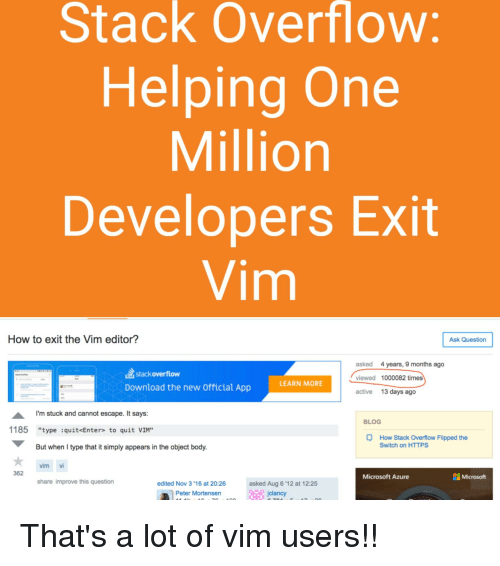 Stack Overflow:
Helping One
Million
Developers Exit
Vim
How to exit the Vim editor?
Ask Question
stackoverflow
Download the new Official App
LEARN MORE
asked 4 years, 9 months ago
viewed 1000082 times
active 13 days ago
1185
I'm stuck and cannot escape. It says:
"type :quit<Enter> to quit VIM"
But when I type that it simply appears in the object body.
362
vim vi
share improve this question
edited Nov 3 '16 at 20:26
Peter Mortensen
asked Aug 6 '12 at 12:25
jclancy
BLOG
How Stack Overflow Flipped the
Switch on HTTPS
Microsoft Azure
Microsoft
That's a lot of vim users!!